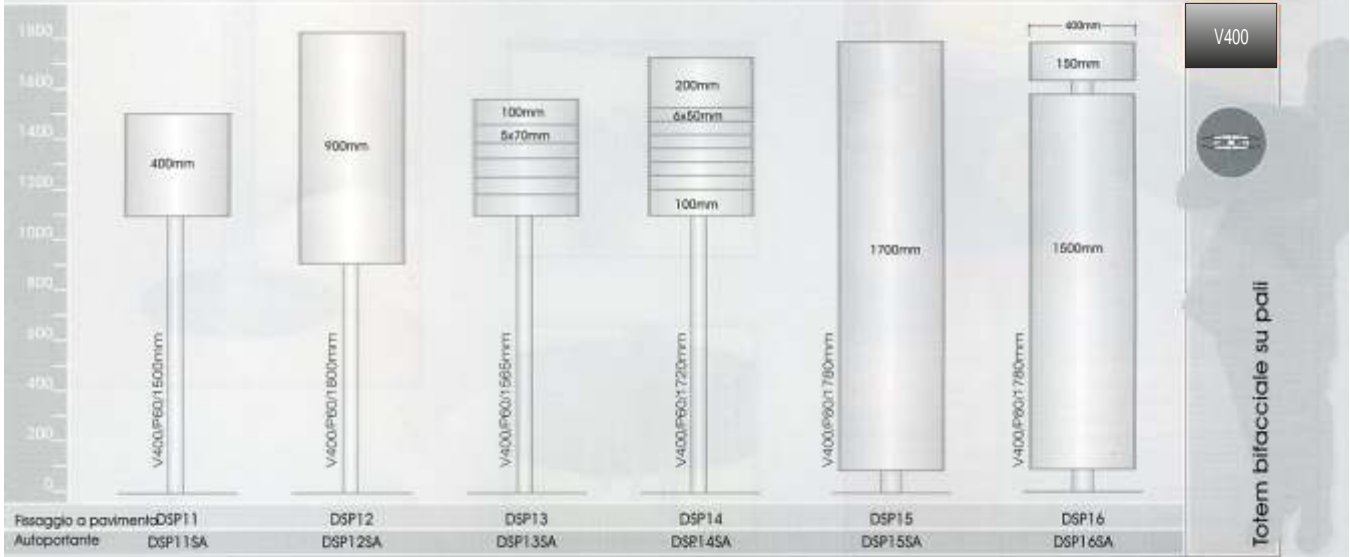 1800
1600
1400
1200
1000
800
600
400
200
0
400mm
V400/P60/1500mm
900mm
V400/P60/1800mm
100mm
5x70mm
V400/P60/1565mm
200mm
6x50mm
100mm
V400/P60/1720mm
1700mm
V400/P80/1780mm
400mm
150mm
1500mm
V400/P80/1780mm
V400
Totem bifacciale su pali
Fissaggio a pavimento DSP11 DSP12 DSP13 DSP14 DSP15 DSP16
Autoportante DSP11SA DSP12SA DSP13SA DSP14SA DSP15SA DSP16SA